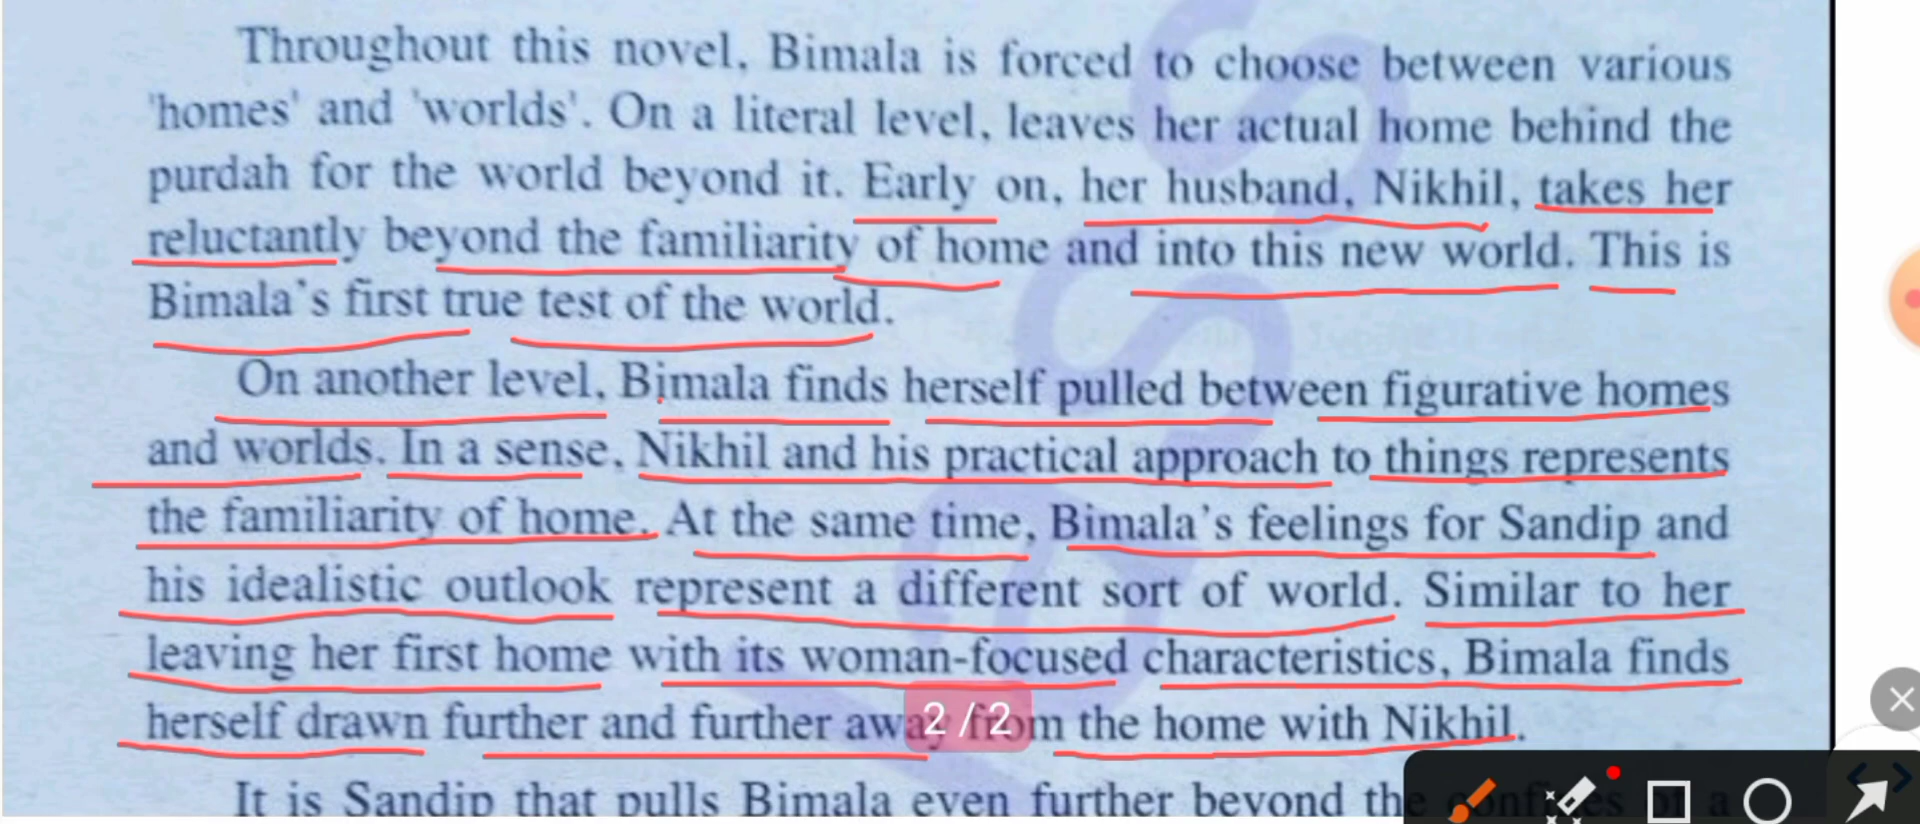 Throughout this novel, Bimala is forced to choose between various
'homes' and 'worlds'. On a literal level, leaves her actual home behind the
purdah for the world beyond it. Early on, her husband, Nikhil, takes her
reluctantly beyond the familiarity of home and into this new world. This is
Bimala's first true test of the world.
On another level, Bimala finds herself pulled between figurative homes
and worlds. In a sense, Nikhil and his practical approach to things represents
the familiarity of home. At the same time, Bimala's feelings for Sandip and
his idealistic outlook represent a different sort of world. Similar to her
leaving her first home with its woman-focused characteristics, Bimala finds
herself drawn further and further away from the home with Nikhil.
2 / 2
It is Sandip that pulls Bimala even further beyond the confines of a